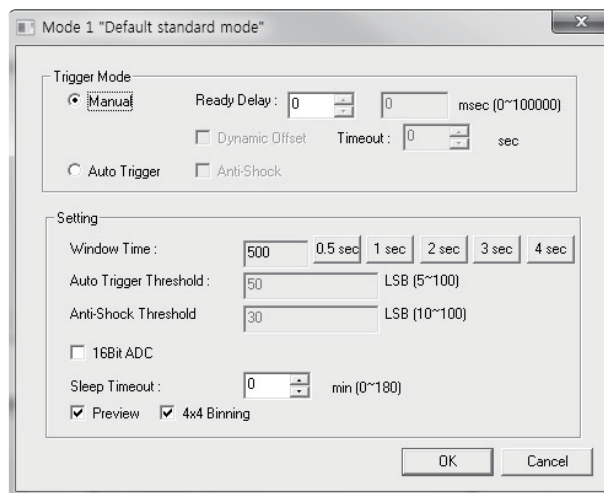 Mode 1 "Default standard mode"
Trigger Mode
Manual Ready Delay : 0 0 msec (0~100000)
Dynamic Offset Timeout : 0 sec
Auto Trigger Anti-Shock
Setting
Window Time : 500 0.5 sec 1 sec 2 sec 3 sec 4 sec
Auto Trigger Threshold : 50 LSB (5~100)
Anti-Shock Threshold 30 LSB (10~100)
16Bit ADC
Sleep Timeout : 0 min (0~180)
Preview 4x4 Binning
OK Cancel